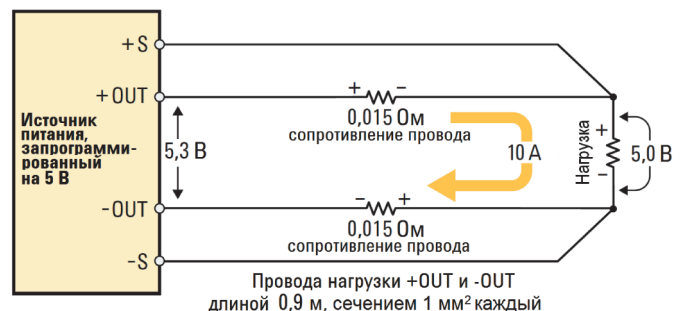 +S
+OUT
+ −
0,015 Ом
сопротивление провода
Источник
питания,
запрограмми-
рованный
на 5 В
5,3 В
10 А
Нагрузка
+
−
5,0 В
-OUT
− +
0,015 Ом
сопротивление провода
-S
Провода нагрузки +OUT и -OUT
длиной 0,9 м, сечением 1 мм² каждый